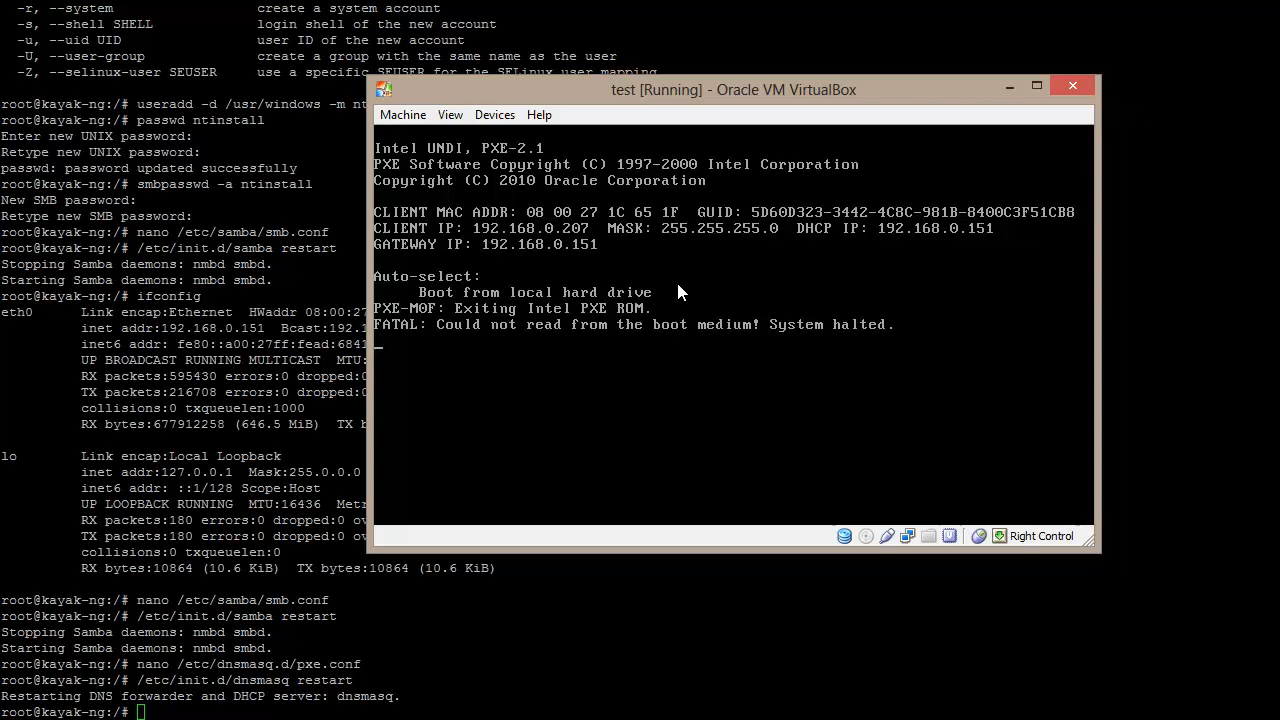 -r, --system                  create a system account
-s, --shell SHELL             login shell of the new account
-u, --uid UID                 user ID of the new account
-U, --user-group              create a group with the same name as the user
-Z, --selinux-user SEUSER     use a specific SEUSER for the SELinux user mapping
root@kayak-ng:/# useradd -d /usr/windows -m nt
root@kayak-ng:/# passwd ntinstall
Enter new UNIX password:
Retype new UNIX password:
passwd: password updated successfully
root@kayak-ng:/# smbpasswd -a ntinstall
New SMB password:
Retype new SMB password:
root@kayak-ng:/# nano /etc/samba/smb.conf
root@kayak-ng:/# /etc/init.d/samba restart
Stopping Samba daemons: nmbd smbd.
Starting Samba daemons: nmbd smbd.
root@kayak-ng:/# ifconfig
eth0      Link encap:Ethernet  HWaddr 08:00:27
inet addr:192.168.0.151  Bcast:192.1
inet6 addr: fe80::a00:27ff:fead:6841
UP BROADCAST RUNNING MULTICAST  MTU:
RX packets:595430 errors:0 dropped:0
TX packets:216708 errors:0 dropped:0
collisions:0 txqueuelen:1000
RX bytes:677912258 (646.5 MiB)  TX b
lo        Link encap:Local Loopback
inet addr:127.0.0.1  Mask:255.0.0.0
inet6 addr: ::1/128 Scope:Host
UP LOOPBACK RUNNING  MTU:16436  Metr
RX packets:180 errors:0 dropped:0 ov
TX packets:180 errors:0 dropped:0 ov
collisions:0 txqueuelen:0
RX bytes:10864 (10.6 KiB)  TX bytes:10864 (10.6 KiB)
root@kayak-ng:/# nano /etc/samba/smb.conf
root@kayak-ng:/# /etc/init.d/samba restart
Stopping Samba daemons: nmbd smbd.
Starting Samba daemons: nmbd smbd.
root@kayak-ng:/# nano /etc/dnsmasq.d/pxe.conf
root@kayak-ng:/# /etc/init.d/dnsmasq restart
Restarting DNS forwarder and DHCP server: dnsmasq.
root@kayak-ng:/#
test [Running] - Oracle VM VirtualBox
Machine View Devices Help
Intel UNDI, PXE-2.1
PXE Software Copyright (C) 1997-2000 Intel Corporation
Copyright (C) 2010 Oracle Corporation
CLIENT MAC ADDR: 08 00 27 1C 65 1F  GUID: 5D60D323-3442-4C8C-981B-8400C3F51CB8
CLIENT IP: 192.168.0.207  MASK: 255.255.255.0  DHCP IP: 192.168.0.151
GATEWAY IP: 192.168.0.151
Auto-select:
Boot from local hard drive
PXE-M0F: Exiting Intel PXE ROM.
FATAL: Could not read from the boot medium! System halted.
Right Control